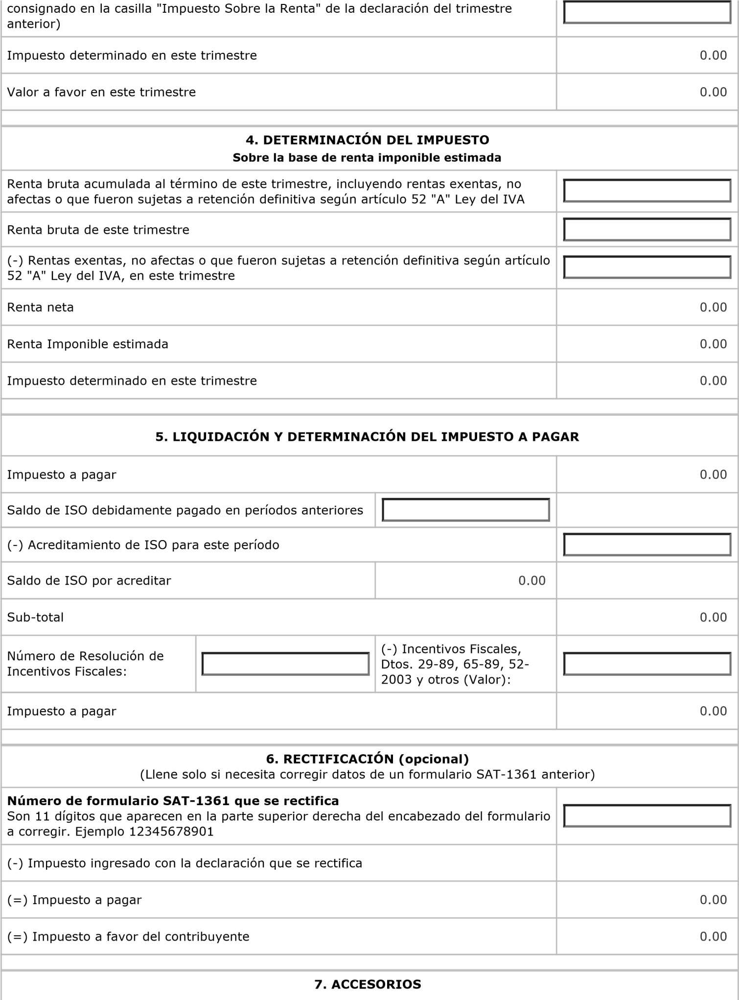 consignado en la casilla "Impuesto Sobre la Renta" de la declaración del trimestre
anterior)
Impuesto determinado en este trimestre 0.00
Valor a favor en este trimestre 0.00
4. DETERMINACIÓN DEL IMPUESTO
Sobre la base de renta imponible estimada
Renta bruta acumulada al término de este trimestre, incluyendo rentas exentas, no
afectas o que fueron sujetas a retención definitiva según artículo 52 "A" Ley del IVA
Renta bruta de este trimestre
(-) Rentas exentas, no afectas o que fueron sujetas a retención definitiva según artículo
52 "A" Ley del IVA, en este trimestre
Renta neta 0.00
Renta Imponible estimada 0.00
Impuesto determinado en este trimestre 0.00
5. LIQUIDACIÓN Y DETERMINACIÓN DEL IMPUESTO A PAGAR
Impuesto a pagar 0.00
Saldo de ISO debidamente pagado en períodos anteriores
(-) Acreditamiento de ISO para este período
Saldo de ISO por acreditar 0.00
Sub-total 0.00
Número de Resolución de
Incentivos Fiscales:
(-) Incentivos Fiscales,
Dtos. 29-89, 65-89, 52-
2003 y otros (Valor):
Impuesto a pagar 0.00
6. RECTIFICACIÓN (opcional)
(Llene solo si necesita corregir datos de un formulario SAT-1361 anterior)
Número de formulario SAT-1361 que se rectifica
Son 11 dígitos que aparecen en la parte superior derecha del encabezado del formulario
a corregir. Ejemplo 12345678901
(-) Impuesto ingresado con la declaración que se rectifica
(=) Impuesto a pagar 0.00
(=) Impuesto a favor del contribuyente 0.00
7. ACCESORIOS